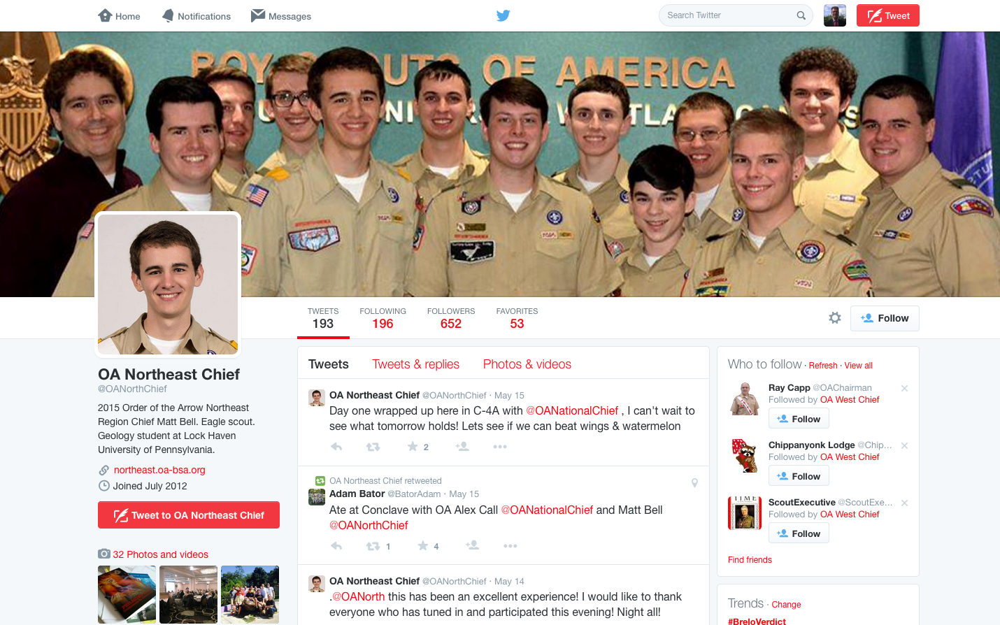 Home
Notifications
Messages
Search Twitter
Tweet
BOY SCOUTS OF AMERICA
TWEETS
193
FOLLOWING
196
FOLLOWERS
652
FAVORITES
53
Follow
OA Northeast Chief
@OANorthChief
2015 Order of the Arrow Northeast
Region Chief Matt Bell. Eagle scout.
Geology student at Lock Haven
University of Pennsylvania.
northeast.oa-bsa.org
Joined July 2012
Tweet to OA Northeast Chief
32 Photos and videos
Tweets
Tweets & replies
Photos & videos
OA Northeast Chief @OANorthChief · May 15
Day one wrapped up here in C-4A with @OANationalChief , I can't wait to
see what tomorrow holds! Lets see if we can beat wings & watermelon
2
OA Northeast Chief retweeted
Adam Bator @BatorAdam · May 15
Ate at Conclave with OA Alex Call @OANationalChief and Matt Bell
@OANorthChief
1
4
OA Northeast Chief @OANorthChief · May 14
.@OANorth this has been an excellent experience! I would like to thank
everyone who has tuned in and participated this evening! Night all!
Who to follow · Refresh · View all
Ray Capp @OAChairman
Followed by OA West Chief
Follow
Chippanyonk Lodge @Chip...
Followed by OA West Chief
Follow
TIME
ScoutExecutive @ScoutExe...
Followed by OA West Chief
Follow
Find friends
Trends · Change
#BreloVerdict